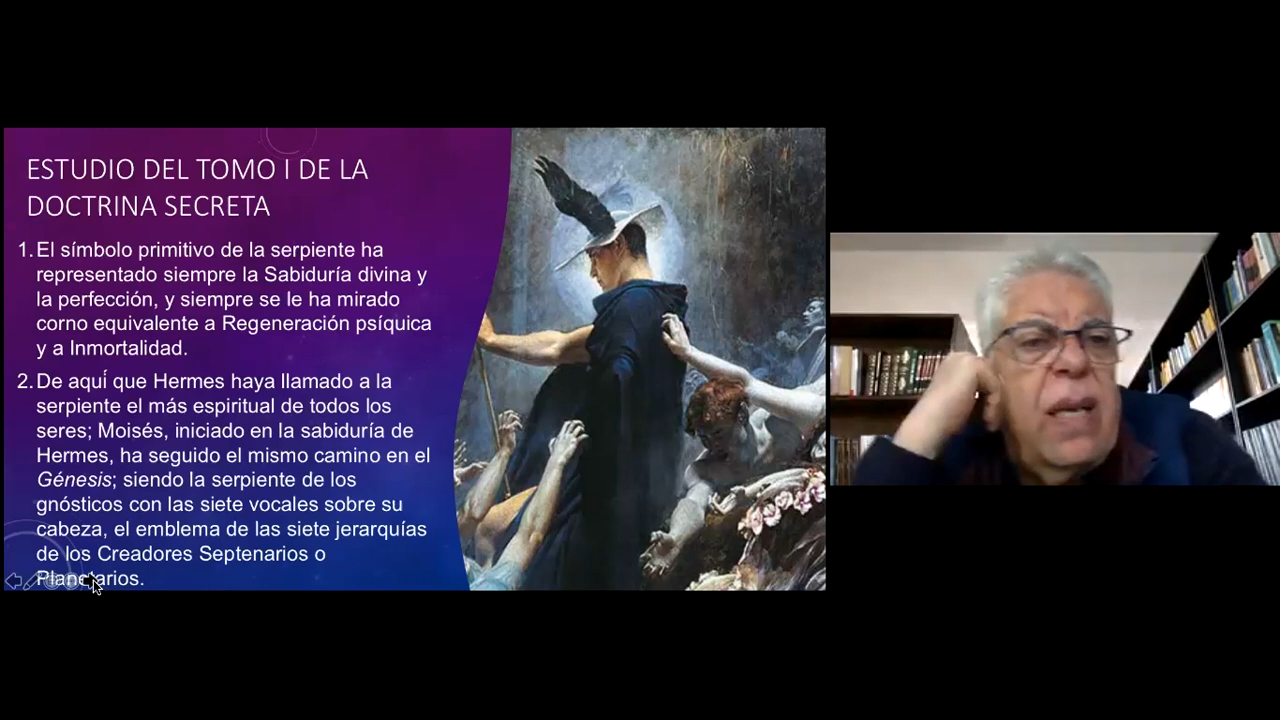 ESTUDIO DEL TOMO I DE LA
DOCTRINA SECRETA
1. El símbolo primitivo de la serpiente ha
representado siempre la Sabiduría divina y
la perfección, y siempre se le ha mirado
corno equivalente a Regeneración psíquica
y a Inmortalidad.
2. De aquí que Hermes haya llamado a la
serpiente el más espiritual de todos los
seres; Moisés, iniciado en la sabiduría de
Hermes, ha seguido el mismo camino en el
Génesis; siendo la serpiente de los
gnósticos con las siete vocales sobre su
cabeza, el emblema de las siete jerarquías
de los Creadores Septenarios o
Planetarios.